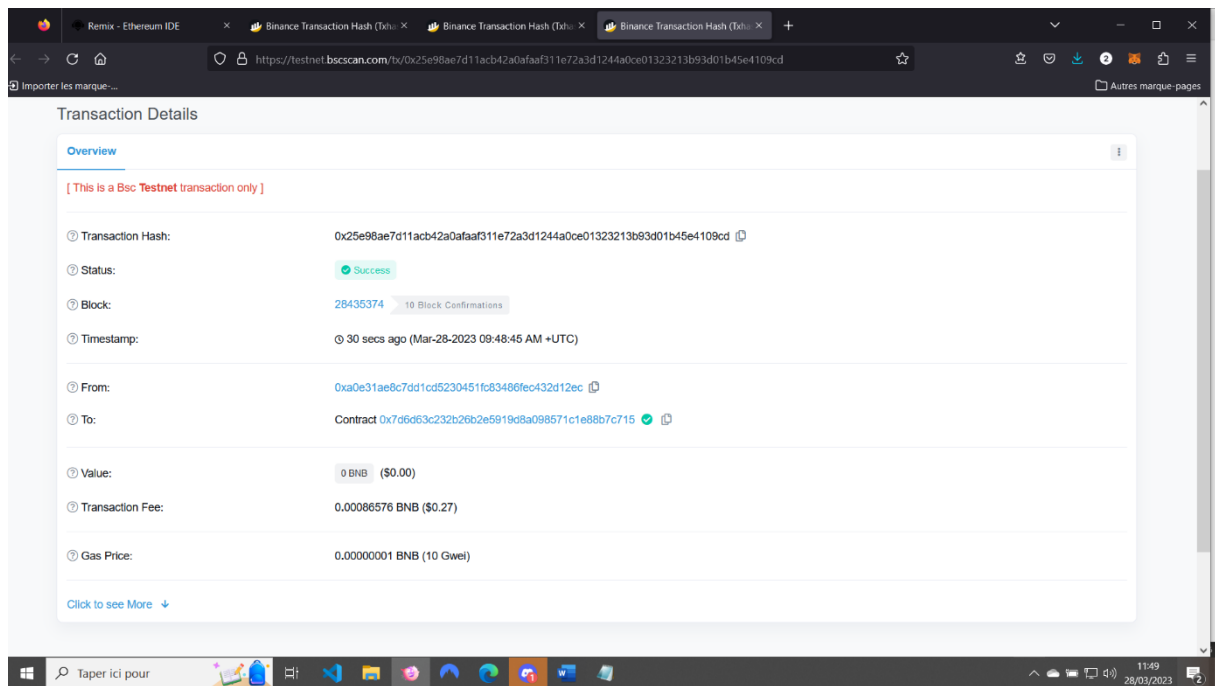 Remix - Ethereum IDE
Binance Transaction Hash (Txha
Binance Transaction Hash (Txha
Binance Transaction Hash (Txha
https://testnet.bscscan.com/tx/0x25e98ae7d11acb42a0afaaf311e72a3d1244a0ce01323213b93d01b45e4109cd
2
Importer les marque-...
Autres marque-pages
Transaction Details
Overview
[ This is a Bsc Testnet transaction only ]
Transaction Hash: 0x25e98ae7d11acb42a0afaaf311e72a3d1244a0ce01323213b93d01b45e4109cd
Status: Success
Block: 28435374 10 Block Confirmations
Timestamp: 30 secs ago (Mar-28-2023 09:48:45 AM +UTC)
From: 0xa0e31ae8c7dd1cd5230451fc83486fec432d12ec
To: Contract 0x7d6d63c232b26b2e5919d8a098571c1e88b7c715
Value: 0 BNB ($0.00)
Transaction Fee: 0.00086576 BNB ($0.27)
Gas Price: 0.00000001 BNB (10 Gwei)
Click to see More
Taper ici pour
11:49
28/03/2023
2